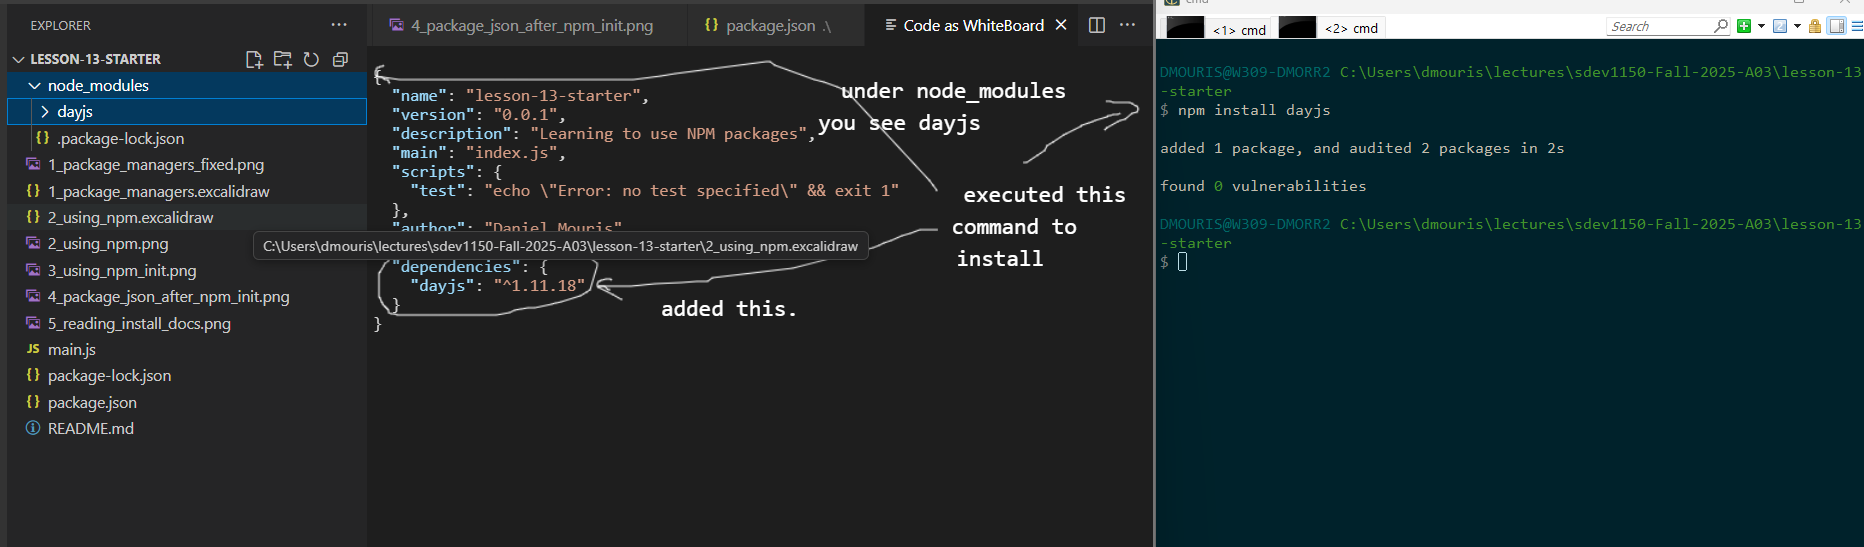 EXPLORER
LESSON-13-STARTER
node_modules
dayjs
{} .package-lock.json
1_package_managers_fixed.png
{} 1_package_managers.excalidraw
{} 2_using_npm.excalidraw
2_using_npm.png
3_using_npm_init.png
4_package_json_after_npm_init.png
5_reading_install_docs.png
JS main.js
{} package-lock.json
{} package.json
README.md
4_package_json_after_npm_init.png
{} package.json .\
Code as WhiteBoard
{
"name": "lesson-13-starter",
"version": "0.0.1",
"description": "Learning to use NPM packages",
"main": "index.js",
"scripts": {
"test": "echo \"Error: no test specified\" && exit 1"
},
"author": "Daniel Mouris"
C:\Users\dmouris\lectures\sdev1150-Fall-2025-A03\lesson-13-starter\2_using_npm.excalidraw
"dependencies": {
"dayjs": "^1.11.18"
}
}
under node_modules
you see dayjs
executed this
command to
install
added this.
cmd
<1> cmd
<2> cmd
Search
DMOURIS@W309-DMORR2 C:\Users\dmouris\lectures\sdev1150-Fall-2025-A03\lesson-13
-starter
$ npm install dayjs
added 1 package, and audited 2 packages in 2s
found 0 vulnerabilities
DMOURIS@W309-DMORR2 C:\Users\dmouris\lectures\sdev1150-Fall-2025-A03\lesson-13
-starter
$